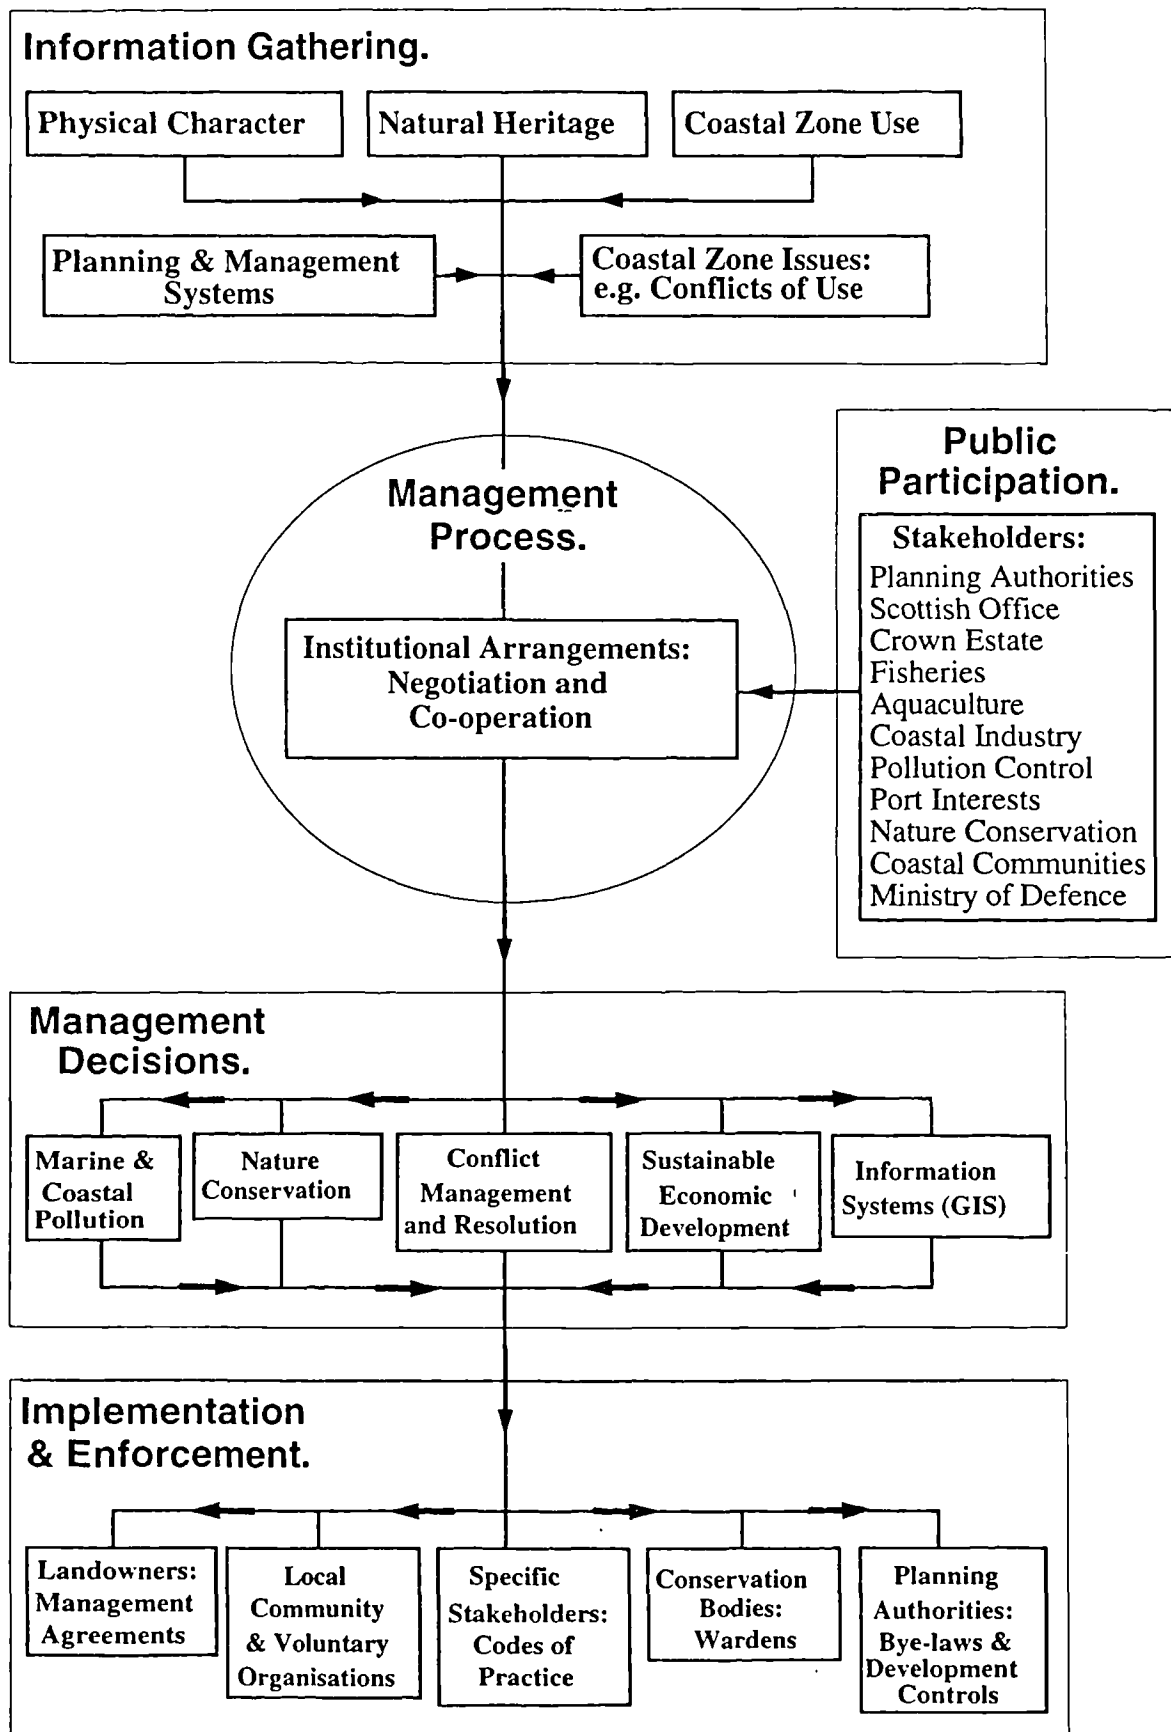 Information Gathering.
Physical Character
Natural Heritage
Coastal Zone Use
Planning & Management
Systems
Coastal Zone Issues:
e.g. Conflicts of Use
Management
Process.
Institutional Arrangements:
Negotiation and
Co-operation
Public
Participation.
Stakeholders:
Planning Authorities
Scottish Office
Crown Estate
Fisheries
Aquaculture
Coastal Industry
Pollution Control
Port Interests
Nature Conservation
Coastal Communities
Ministry of Defence
Management
Decisions.
Marine &
Coastal
Pollution
Nature
Conservation
Conflict
Management
and Resolution
Sustainable
Economic
Development
Information
Systems (GIS)
Implementation
& Enforcement.
Landowners:
Management
Agreements
Local
Community
& Voluntary
Organisations
Specific
Stakeholders:
Codes of
Practice
Conservation
Bodies:
Wardens
Planning
Authorities:
Bye-laws &
Development
Controls